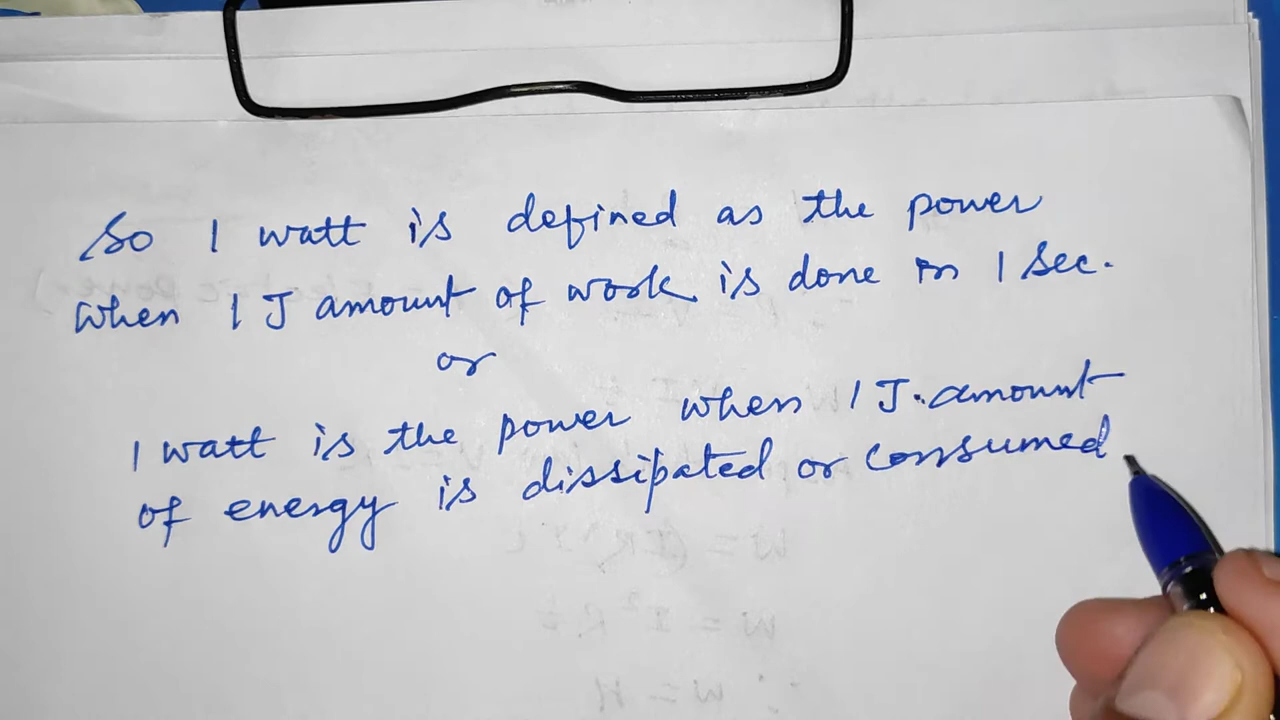 So 1 watt is defined as the power
when 1 J amount of work is done in 1 sec.
or
1 watt is the power when 1 J. amount
of energy is dissipated or consumed